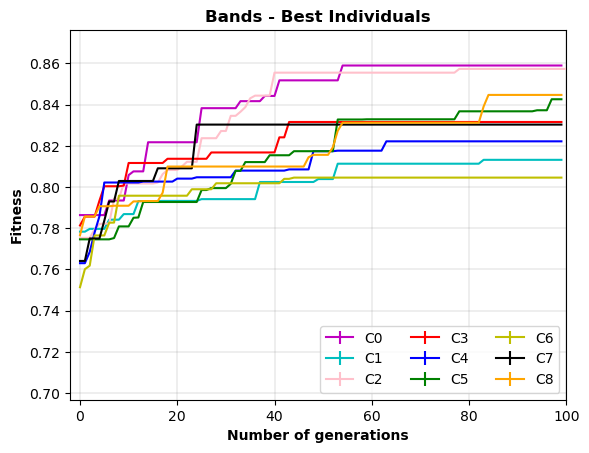 Bands - Best Individuals
Fitness
0.86
0.84
0.82
0.80
0.78
0.76
0.74
0.72
0.70
C0 C3 C6
C1 C4 C7
C2 C5 C8
0 20 40 60 80 100
Number of generations